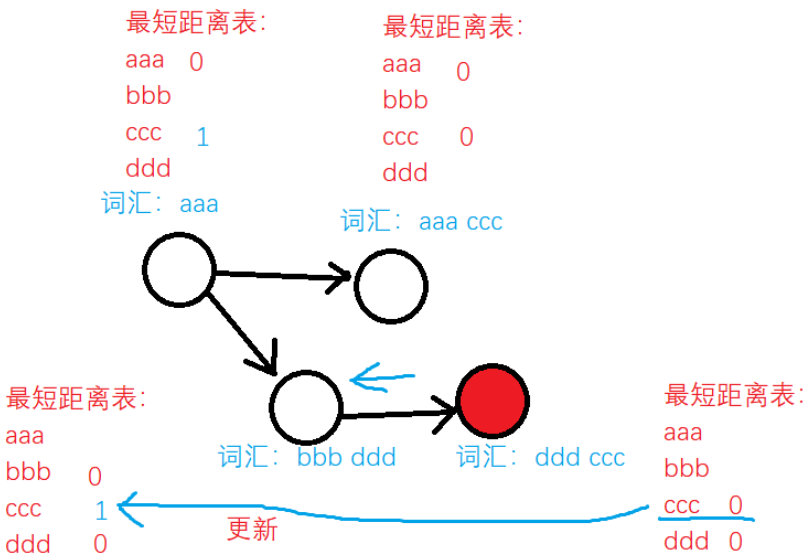 最短距离表:
aaa 0
bbb
ccc 1
ddd
词汇: aaa
最短距离表:
aaa 0
bbb
ccc 0
ddd
词汇: aaa ccc
最短距离表:
aaa
bbb 0
ccc 1
ddd 0
词汇: bbb ddd
更新
词汇: ddd ccc
最短距离表:
aaa
bbb
ccc 0
ddd 0